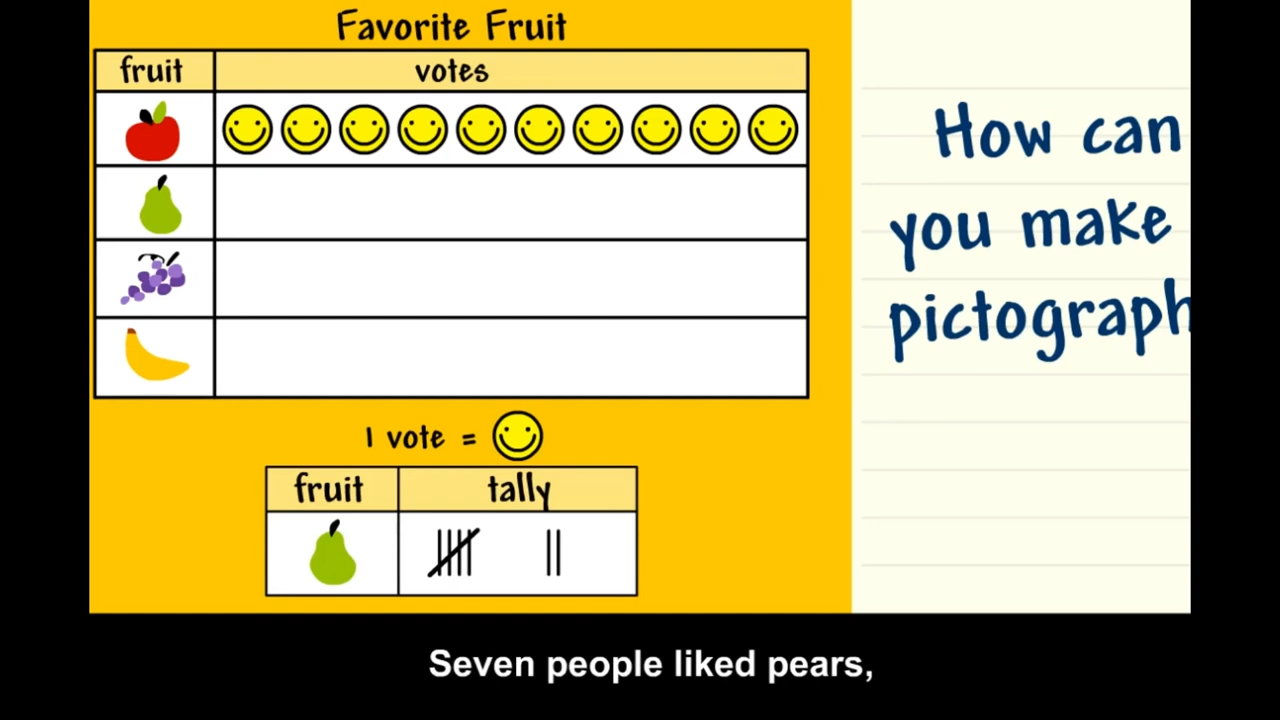 Favorite Fruit
fruit votes
1 vote =
fruit tally
How can
you make
pictograph
Seven people liked pears,